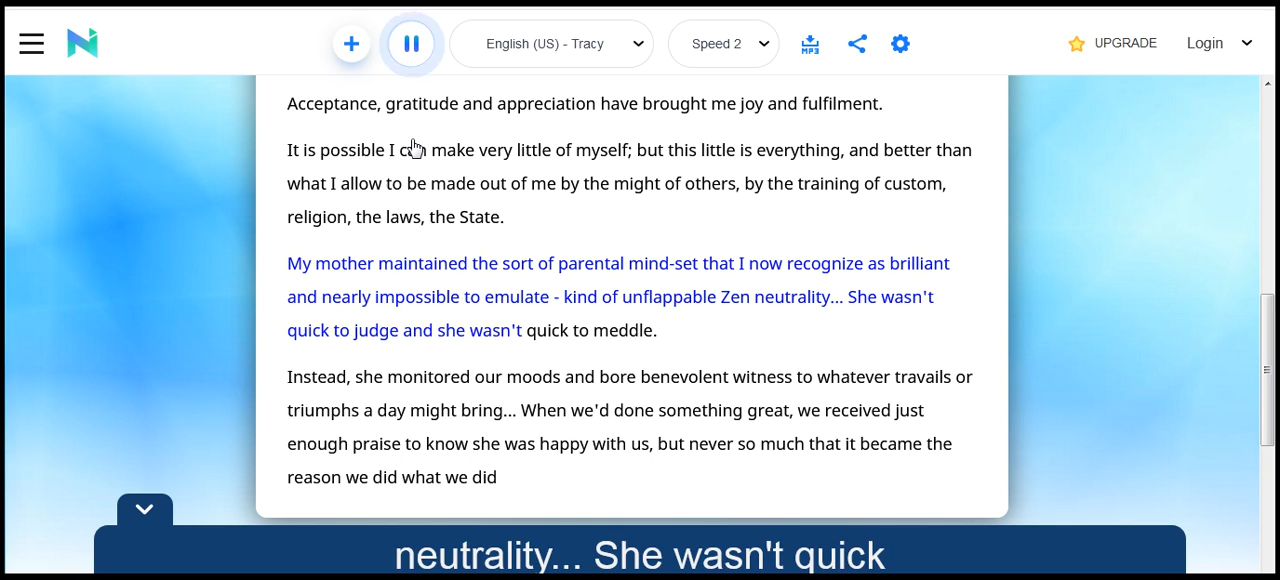 English (US) - Tracy
Speed 2
MP3
UPGRADE
Login
Acceptance, gratitude and appreciation have brought me joy and fulfilment.
It is possible I can make very little of myself; but this little is everything, and better than
what I allow to be made out of me by the might of others, by the training of custom,
religion, the laws, the State.
My mother maintained the sort of parental mind-set that I now recognize as brilliant
and nearly impossible to emulate - kind of unflappable Zen neutrality... She wasn't
quick to judge and she wasn't quick to meddle.
Instead, she monitored our moods and bore benevolent witness to whatever travails or
triumphs a day might bring... When we'd done something great, we received just
enough praise to know she was happy with us, but never so much that it became the
reason we did what we did
neutrality... She wasn't quick